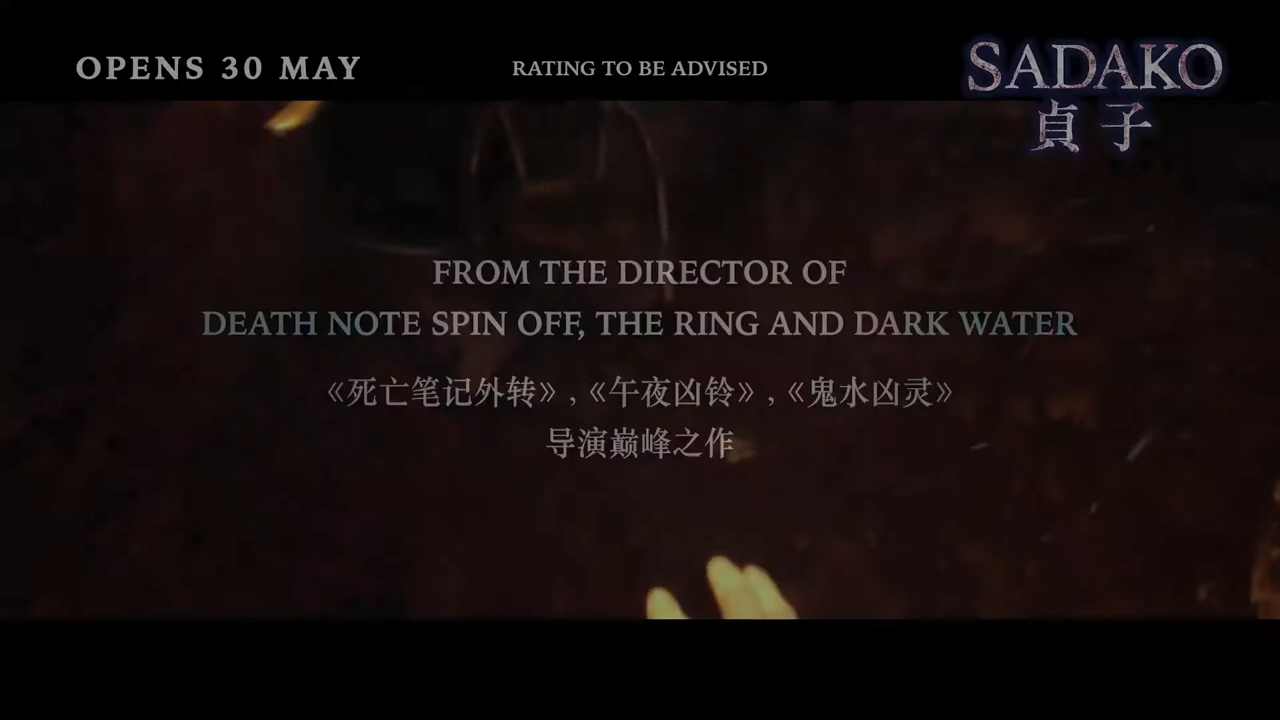 OPENS 30 MAY
RATING TO BE ADVISED
SADAKO
貞子
FROM THE DIRECTOR OF
DEATH NOTE SPIN OFF, THE RING AND DARK WATER
《死亡笔记外转》,《午夜凶铃》,《鬼水凶灵》
导演巅峰之作